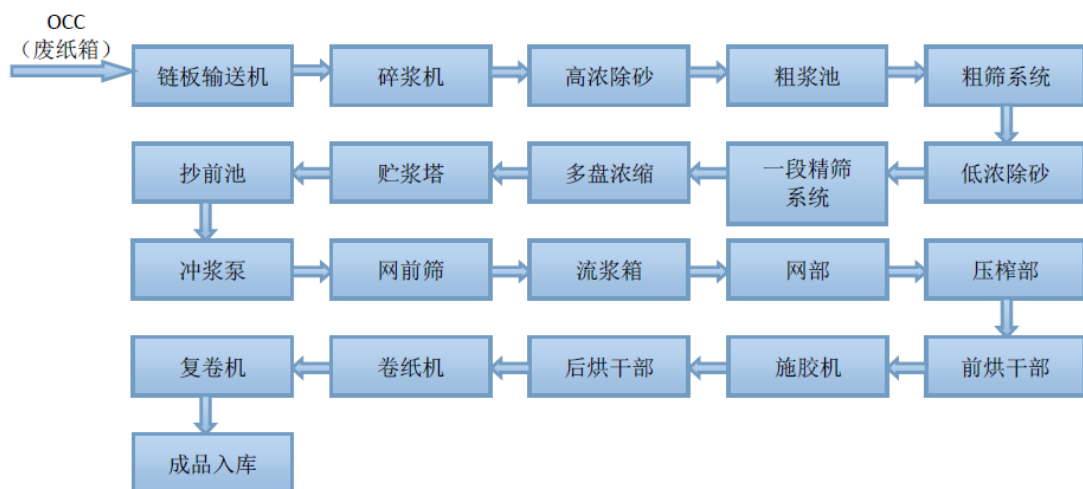 OCC
（废纸箱）
链板输送机
碎浆机
高浓除砂
粗浆池
粗筛系统
抄前池
贮浆塔
多盘浓缩
一段精筛
系统
低浓除砂
冲浆泵
网前筛
流浆箱
网部
压榨部
复卷机
卷纸机
后烘干部
施胶机
前烘干部
成品入库